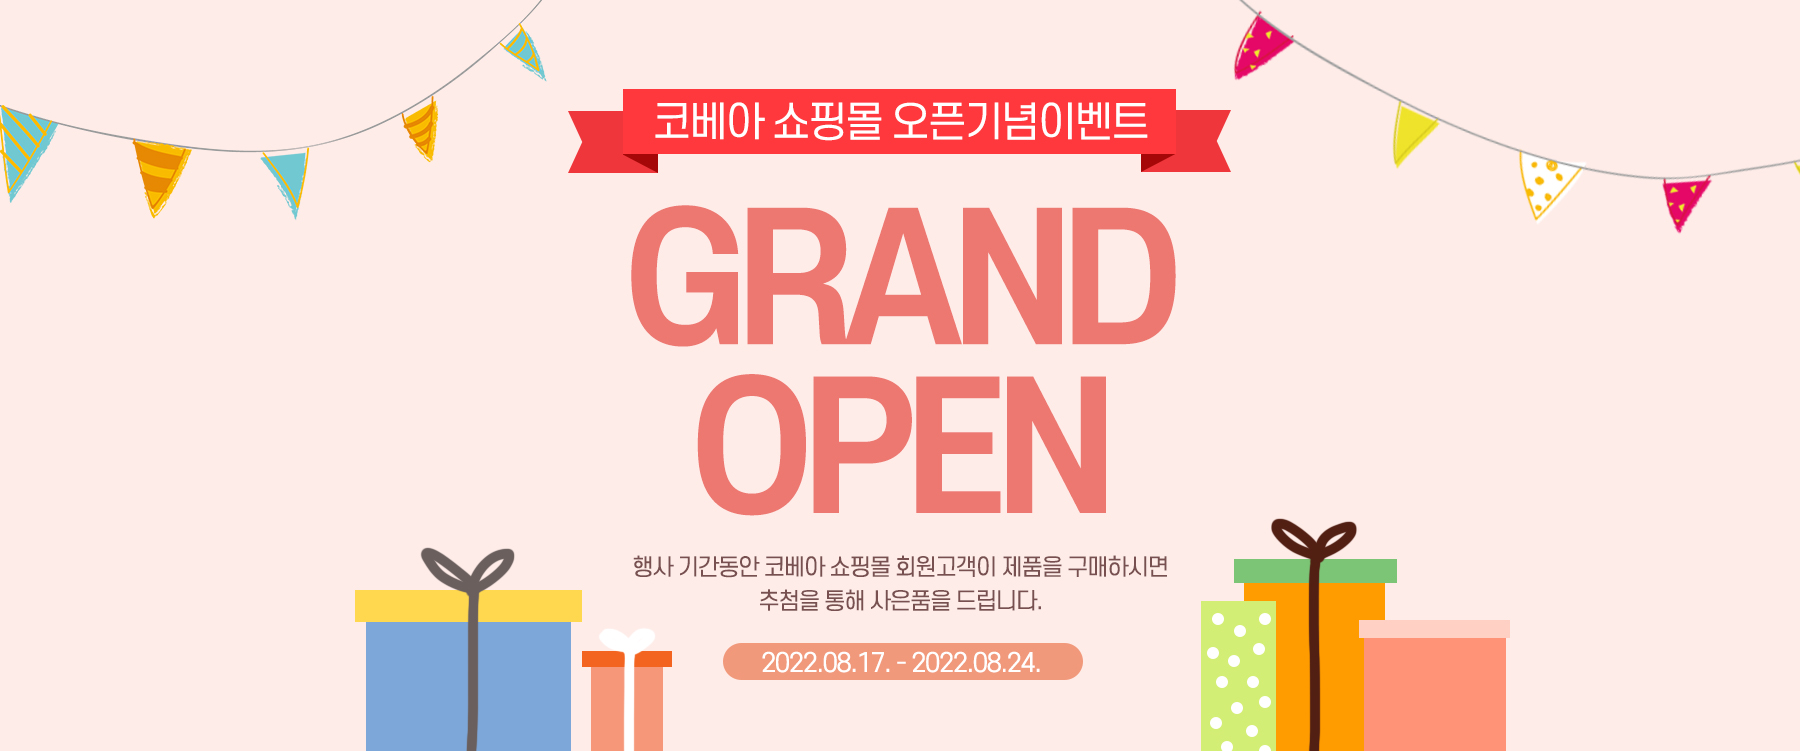 코베아 쇼핑몰 오픈기념이벤트
GRAND
OPEN
행사 기간동안 코베아 쇼핑몰 회원고객이 제품을 구매하시면
추첨을 통해 사은품을 드립니다.
2022.08.17. - 2022.08.24.